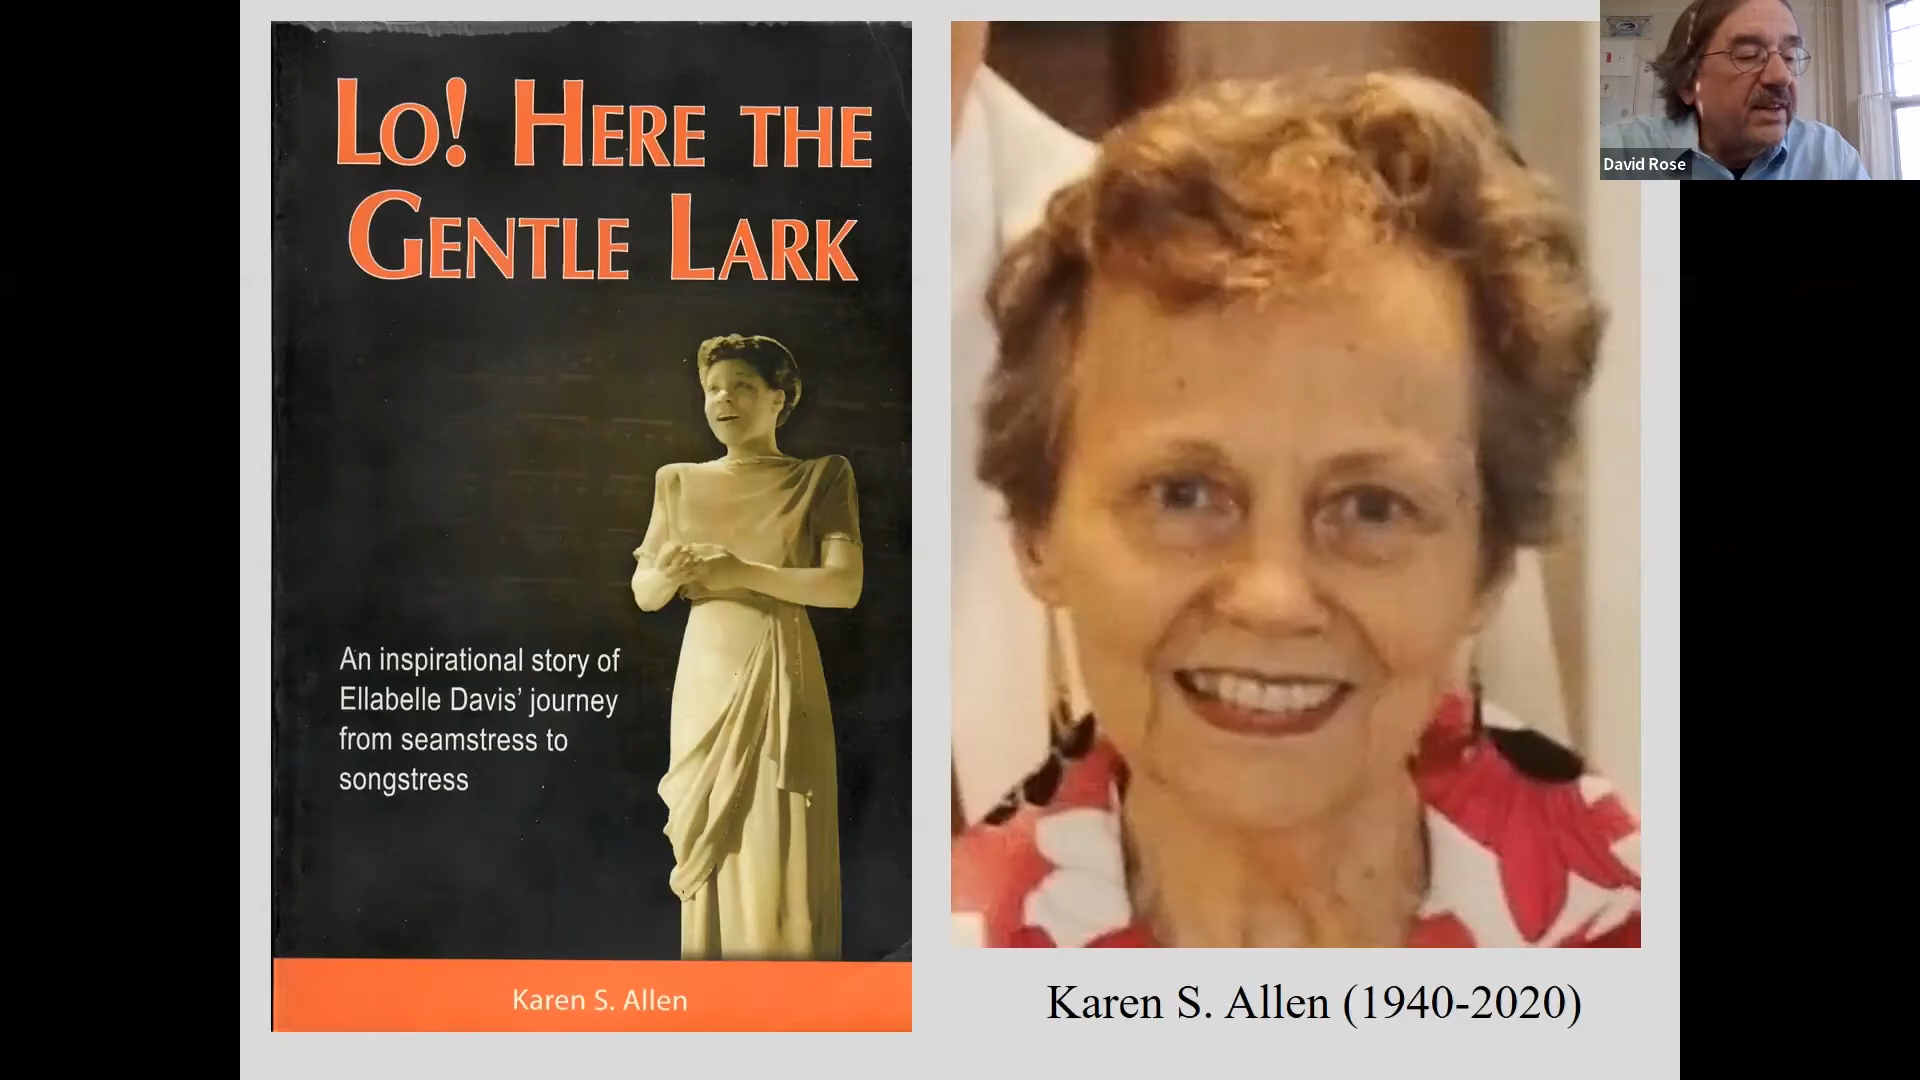 LO! HERE THE
GENTLE LARK
An inspirational story of
Ellabelle Davis’ journey
from seamstress to
songstress
Karen S. Allen
Karen S. Allen (1940-2020)
David Rose